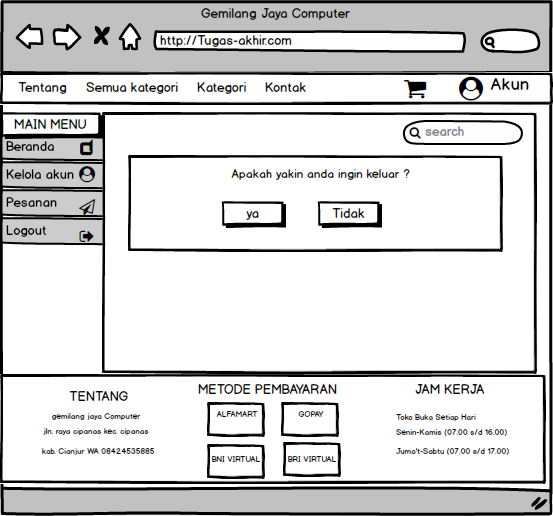 Gemilang Jaya Computer
http://Tugas-akhir.com
Tentang Semua kategori Kategori Kontak Akun
MAIN MENU
Beranda
Kelola akun
Pesanan
Logout
search
Apakah yakin anda ingin keluar ?
ya Tidak
TENTANG
gemilang jaya Computer
jln. raya cipanas kec. cipanas
kab. Cianjur WA 08424535885
METODE PEMBAYARAN
ALFAMART GOPAY
BNI VIRTUAL BRI VIRTUAL
JAM KERJA
Toko Buka Setiap Hari
Senin-Kamis (07.00 s/d 16.00)
Juma't-Sabtu (07.00 s/d 17.00)